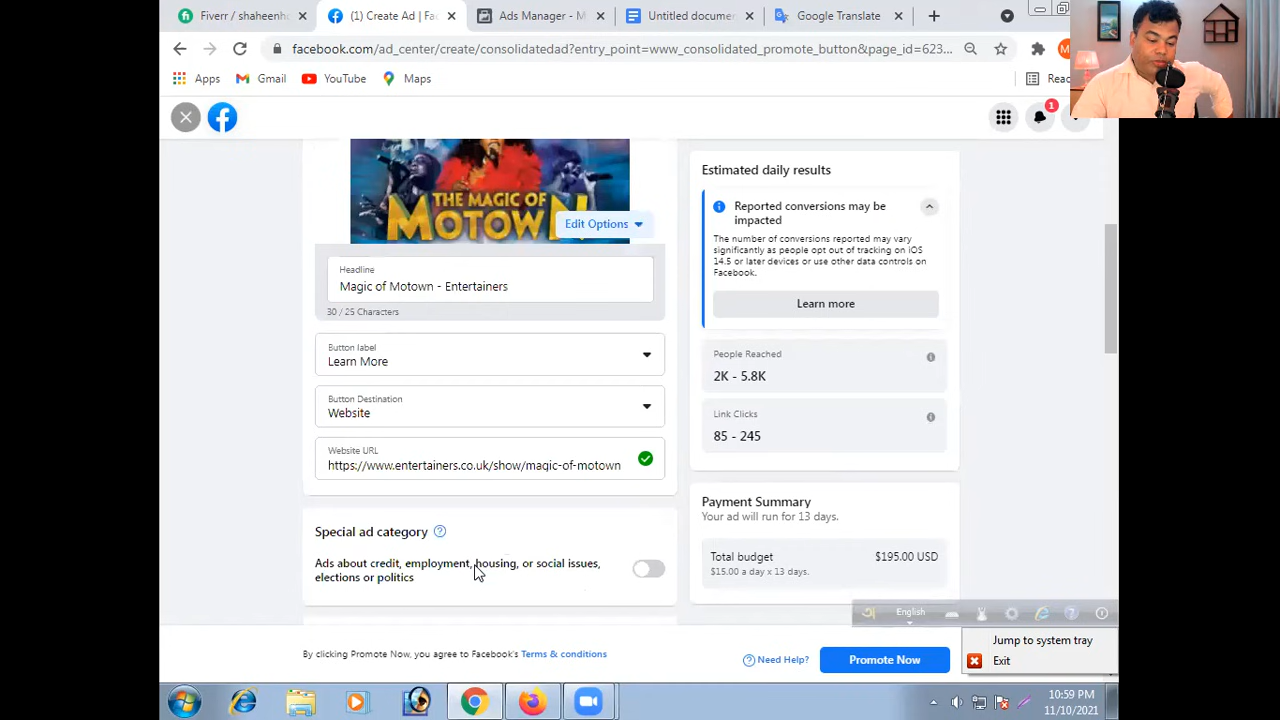 Fiverr / shaheenh
(1) Create Ad | Fac
Ads Manager - M
Untitled documen
Google Translate
facebook.com/ad_center/create/consolidatedad?entry_point=www_consolidated_promote_button&page_id=623...
Apps
Gmail
YouTube
Maps
Reac
1
THE MAGIC OF
MOTOWN
Edit Options
Headline
Magic of Motown - Entertainers
30 / 25 Characters
Button label
Learn More
Button Destination
Website
Website URL
https://www.entertainers.co.uk/show/magic-of-motown
Special ad category
Ads about credit, employment, housing, or social issues,
elections or politics
Estimated daily results
Reported conversions may be
impacted
The number of conversions reported may vary
significantly as people opt out of tracking on iOS
14.5 or later devices or use other data controls on
Facebook.
Learn more
People Reached
2K - 5.8K
Link Clicks
85 - 245
Payment Summary
Your ad will run for 13 days.
Total budget
$195.00 USD
$15.00 a day x 13 days.
English
Jump to system tray
Exit
By clicking Promote Now, you agree to Facebook's Terms & conditions
Need Help?
Promote Now
10:59 PM
11/10/2021